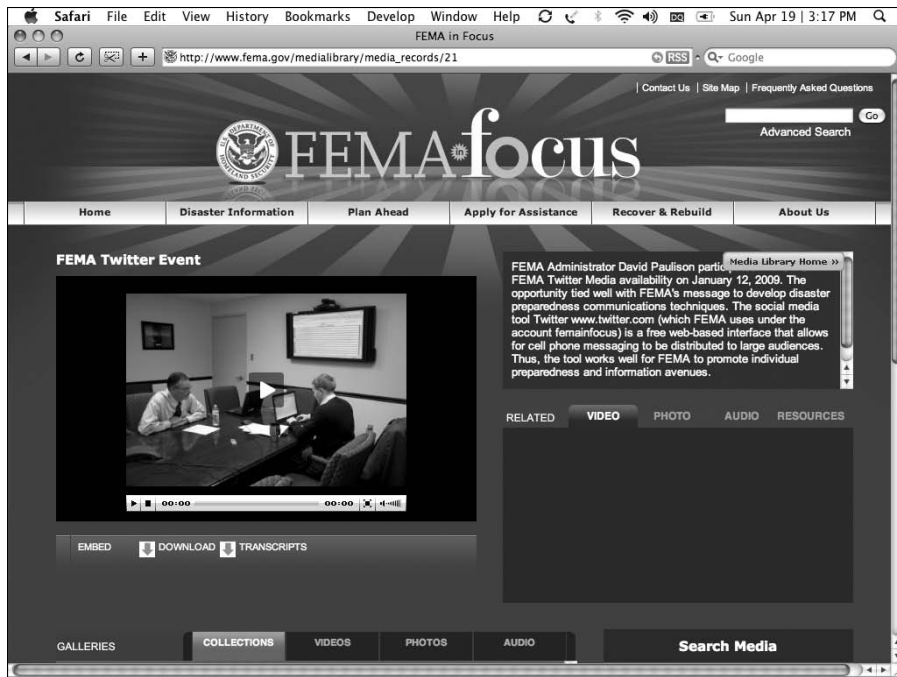 Safari File Edit View History Bookmarks Develop Window Help Sun Apr 19 | 3:17 PM
FEMA in Focus
http://www.fema.gov/medialibrary/media_records/21 RSS Google
| Contact Us | Site Map | Frequently Asked Questions
Go
Advanced Search
U.S. DEPARTMENT OF HOMELAND SECURITY
FEMA in focus
Home Disaster Information Plan Ahead Apply for Assistance Recover & Rebuild About Us
FEMA Twitter Event
Media Library Home »
FEMA Administrator David Paulison partic
FEMA Twitter Media availability on January 12, 2009. The
opportunity tied well with FEMA's message to develop disaster
preparedness communications techniques. The social media
tool Twitter www.twitter.com (which FEMA uses under the
account femainfocus) is a free web-based interface that allows
for cell phone messaging to be distributed to large audiences.
Thus, the tool works well for FEMA to promote individual
preparedness and information avenues.
RELATED VIDEO PHOTO AUDIO RESOURCES
00:00 00:00
EMBED DOWNLOAD TRANSCRIPTS
GALLERIES COLLECTIONS VIDEOS PHOTOS AUDIO
Search Media